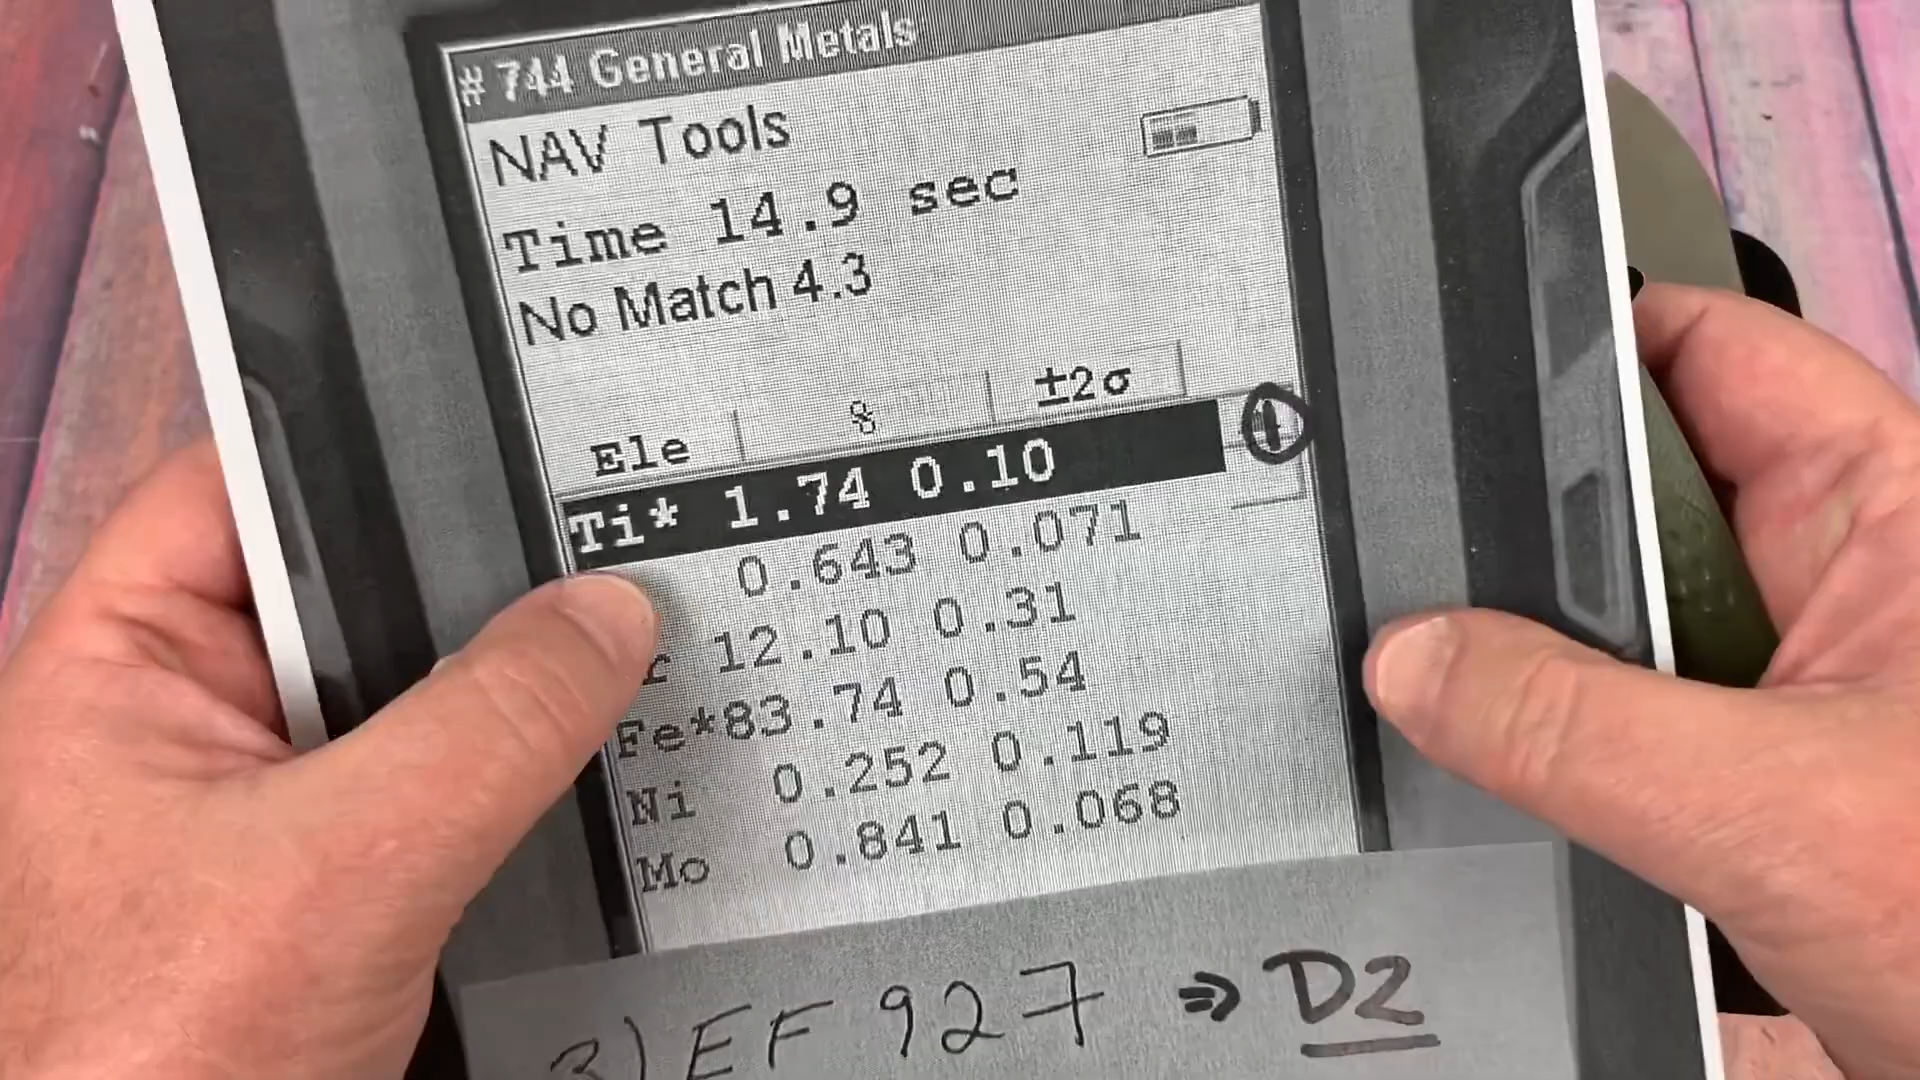 # 744 General Metals
NAV Tools
Time 14.9 sec
No Match 4.3
Ele % ±2σ
Ti* 1.74 0.10
0.643 0.071
r 12.10 0.31
Fe* 83.74 0.54
Ni 0.252 0.119
Mo 0.841 0.068
3) EF 927 ⇒ D2